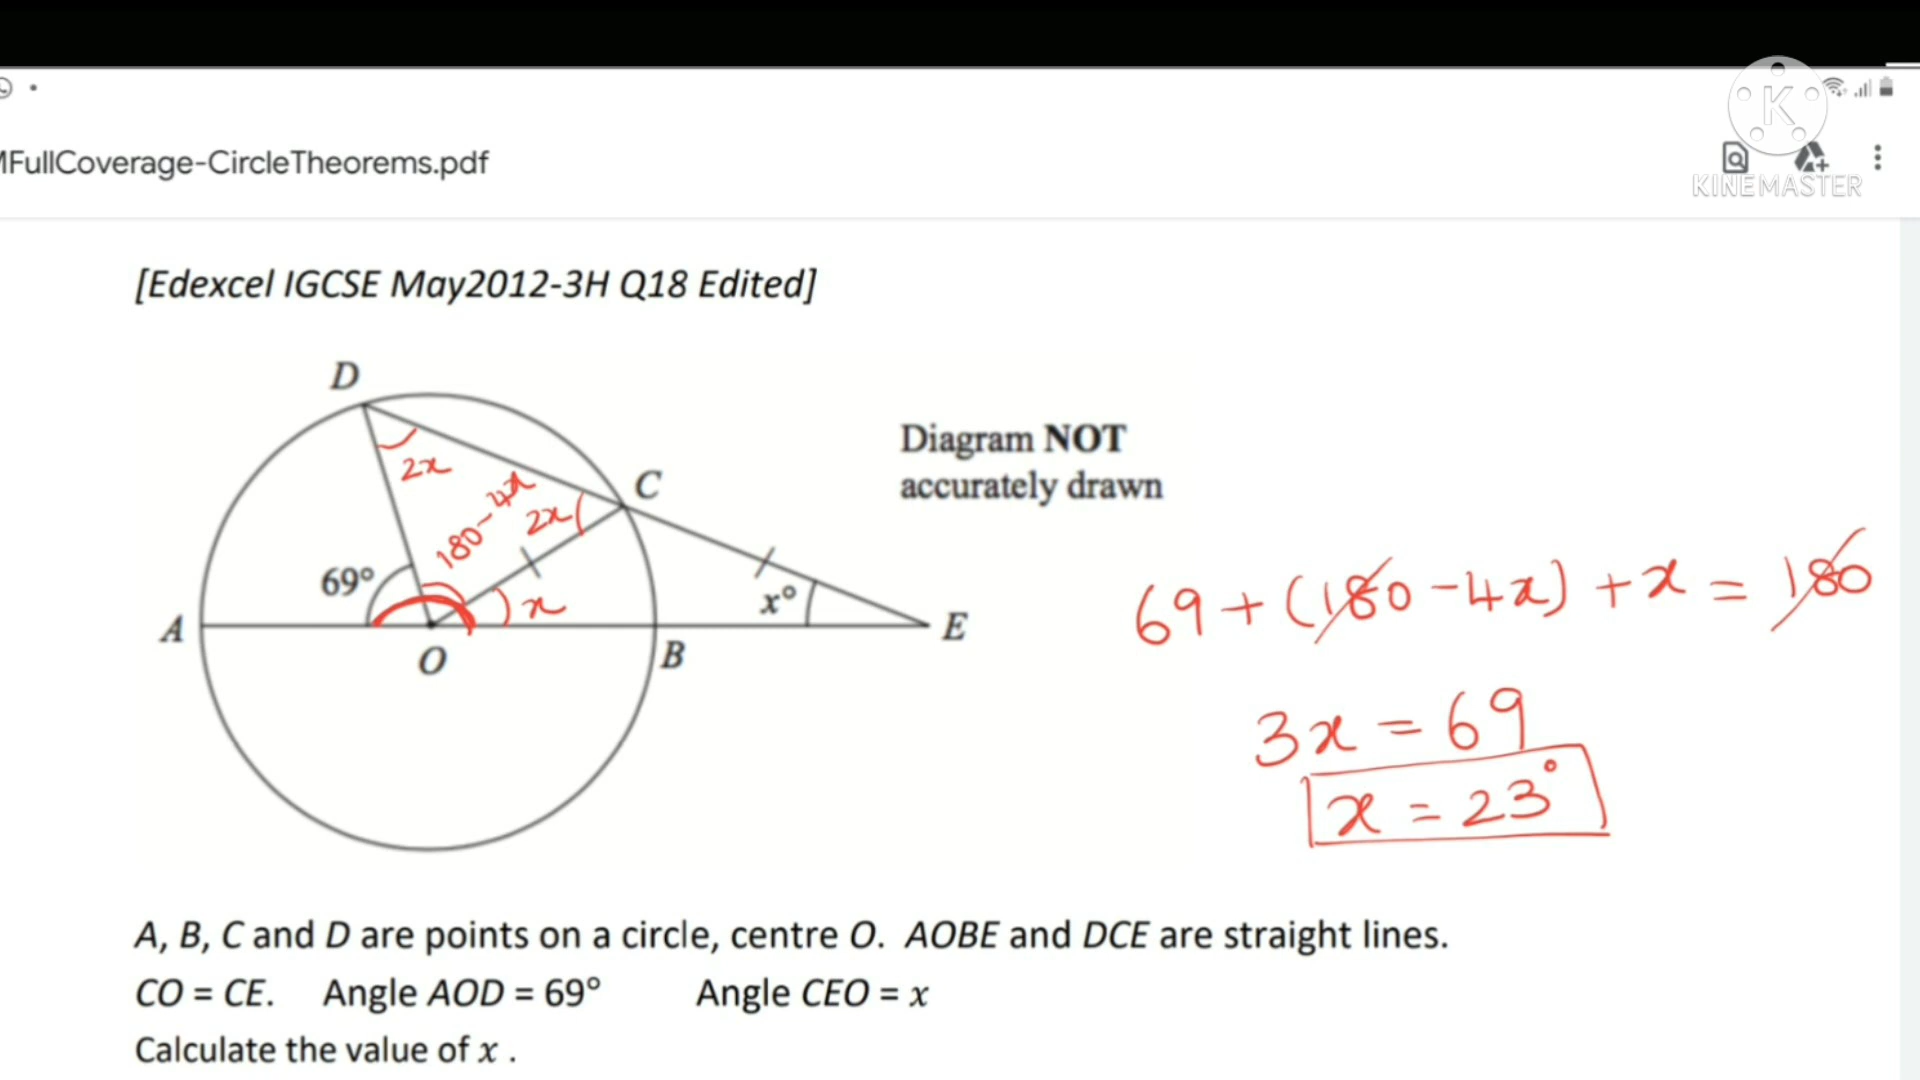 KINEMASTER
K
MFullCoverage-CircleTheorems.pdf
[Edexcel IGCSE May2012-3H Q18 Edited]
D
2x
180-4x
2x
C
Diagram NOT
accurately drawn
69°
x
x°
A
O
B
E
69+(180-4x)+x=180
3x=69
x=23°
A, B, C and D are points on a circle, centre O. AOBE and DCE are straight lines.
CO = CE. Angle AOD = 69° Angle CEO = x
Calculate the value of x .